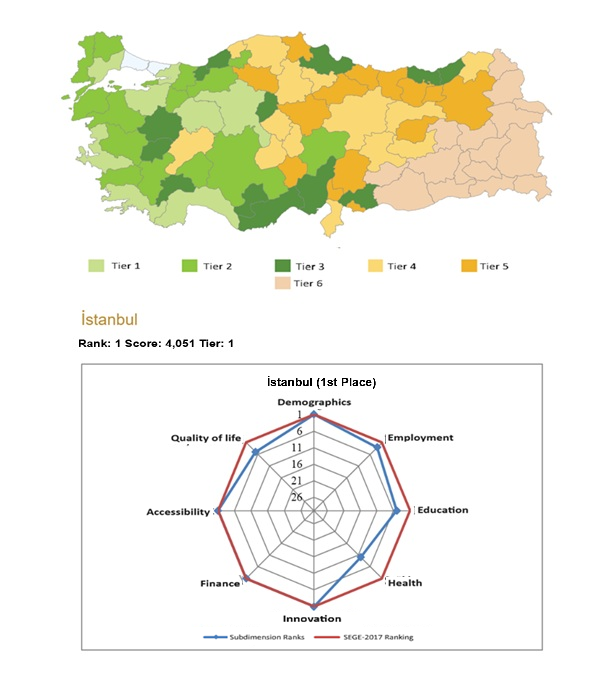 Tier 1
Tier 2
Tier 3
Tier 4
Tier 5
Tier 6
İstanbul
Rank: 1 Score: 4,051 Tier: 1
İstanbul (1st Place)
Demographics
1
Quality of life
6
Employment
11
16
21
26
Accessibility
Education
Finance
Health
Innovation
Subdimension Ranks
SEGE-2017 Ranking